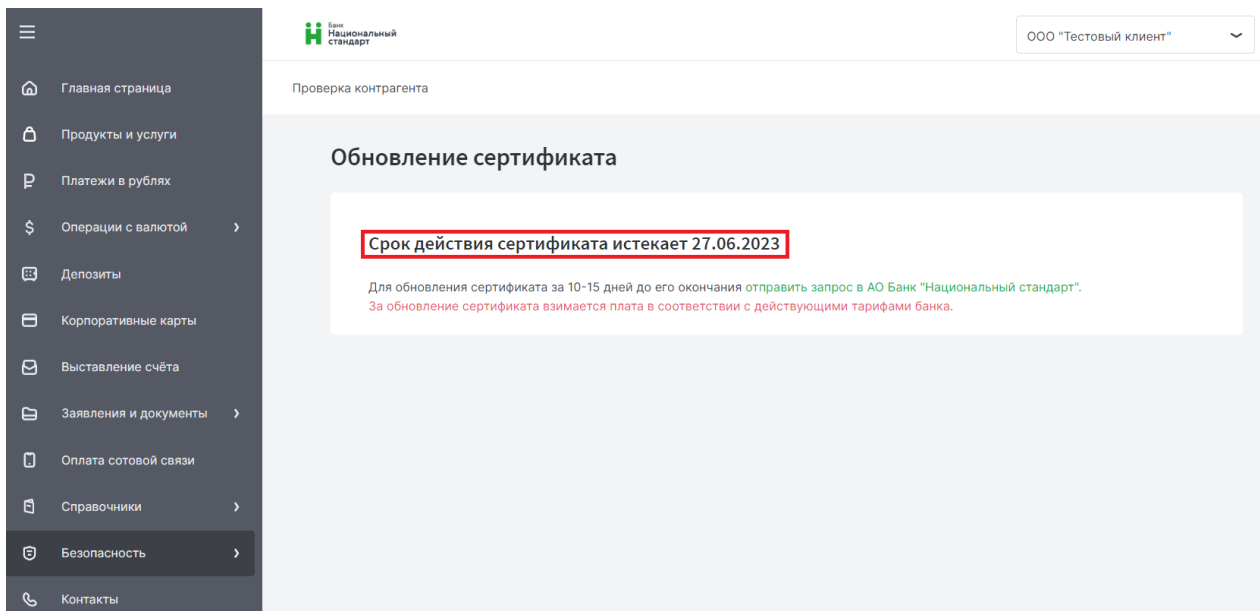 Банк
Национальный
стандарт
ООО "Тестовый клиент"
Главная страница
Продукты и услуги
Платежи в рублях
Операции с валютой
Депозиты
Корпоративные карты
Выставление счёта
Заявления и документы
Оплата сотовой связи
Справочники
Безопасность
Контакты
Проверка контрагента
Обновление сертификата
Срок действия сертификата истекает 27.06.2023
Для обновления сертификата за 10-15 дней до его окончания отправить запрос в АО Банк "Национальный стандарт".
За обновление сертификата взимается плата в соответствии с действующими тарифами банка.